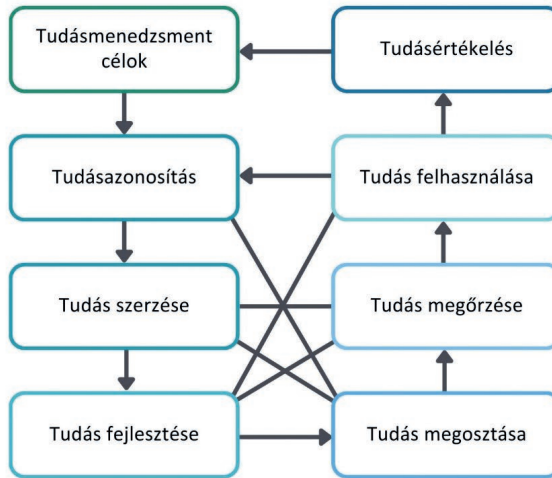 Tudásmenedzsment
célok
Tudásértékelés
Tudásazonosítás
Tudás felhasználása
Tudás szerzése
Tudás megőrzése
Tudás fejlesztése
Tudás megosztása